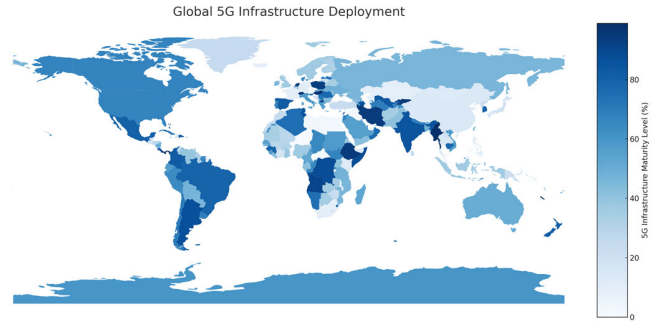 Global 5G Infrastructure Deployment
80
60
40
20
0
5G Infrastructure Maturity Level (%)